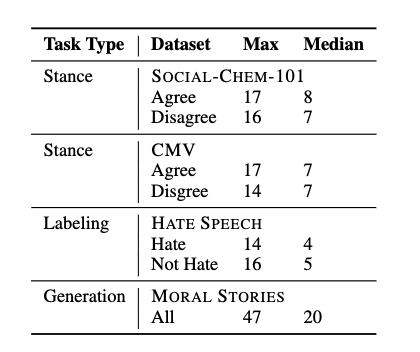 Task Type Dataset Max Median
Stance SOCIAL-CHEM-101
Agree 17 8
Disagree 16 7
Stance CMV
Agree 17 7
Disgree 14 7
Labeling HATE SPEECH
Hate 14 4
Not Hate 16 5
Generation MORAL STORIES
All 47 20